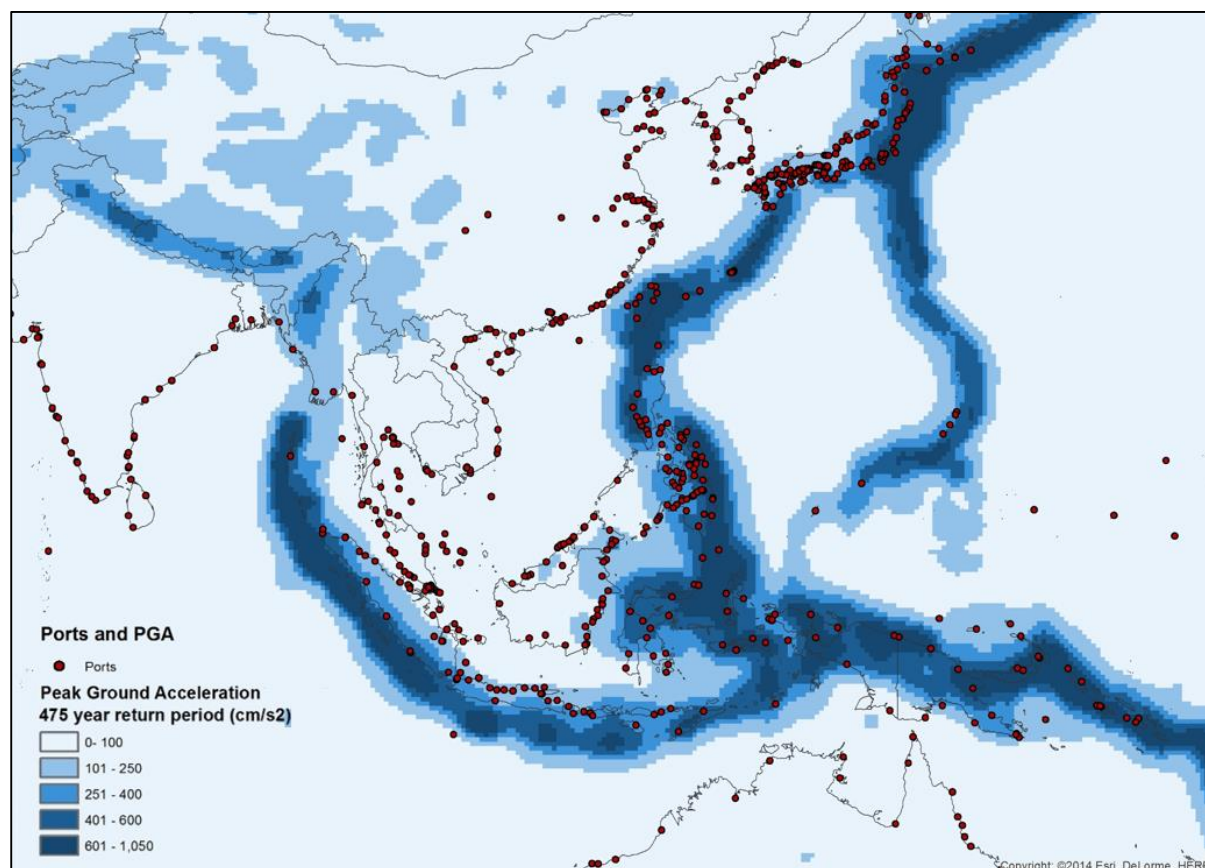 Ports and PGA
Ports
Peak Ground Acceleration
475 year return period (cm/s2)
0- 100
101 - 250
251 - 400
401 - 600
601 - 1,050
Copyright: ©2014 Esri, DeLorme, HERE